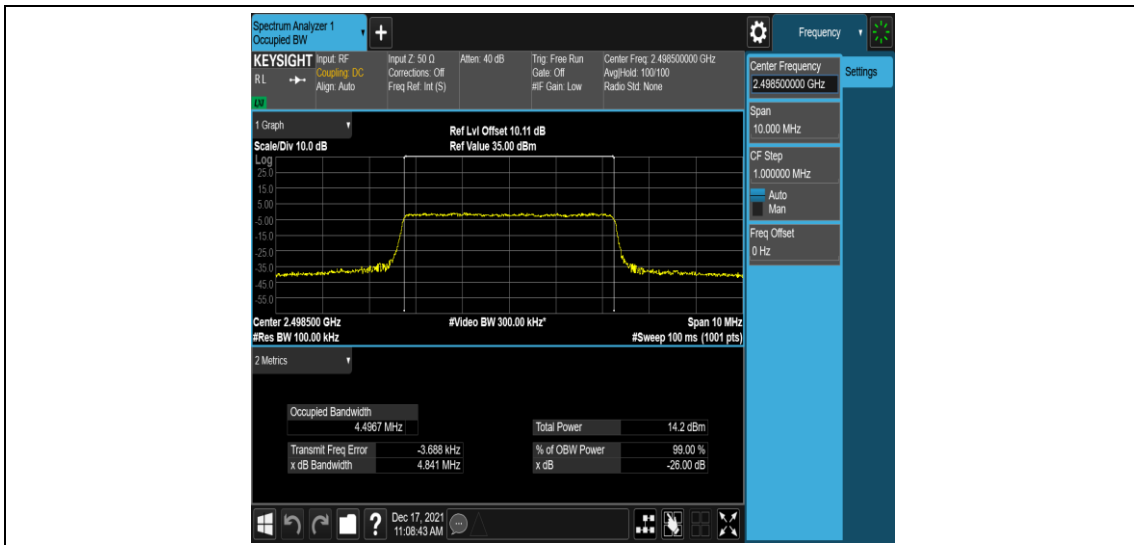 Spectrum Analyzer 1
Occupied BW
+
Frequency
KEYSIGHT
RL
Input: RF
Coupling: DC
Align: Auto
Input Z: 50 Ω
Corrections: Off
Freq Ref: Int (S)
Atten: 40 dB
Trig: Free Run
Gate: Off
#IF Gain: Low
Center Freq: 2.498500000 GHz
Avg|Hold: 100/100
Radio Std: None
1 Graph
Scale/Div 10.0 dB
Ref Lvl Offset 10.11 dB
Ref Value 35.00 dBm
Log
25.0
15.0
5.00
-5.00
-15.0
-25.0
-35.0
-45.0
-55.0
Center 2.498500 GHz
#Res BW 100.00 kHz
#Video BW 300.00 kHz*
Span 10 MHz
#Sweep 100 ms (1001 pts)
2 Metrics
Occupied Bandwidth
4.4967 MHz
Transmit Freq Error -3.688 kHz
x dB Bandwidth 4.841 MHz
Total Power 14.2 dBm
% of OBW Power 99.00 %
x dB -26.00 dB
Center Frequency
2.498500000 GHz
Span
10.000 MHz
CF Step
1.000000 MHz
Auto
Man
Freq Offset
0 Hz
Settings
?
Dec 17, 2021
11:08:43 AM